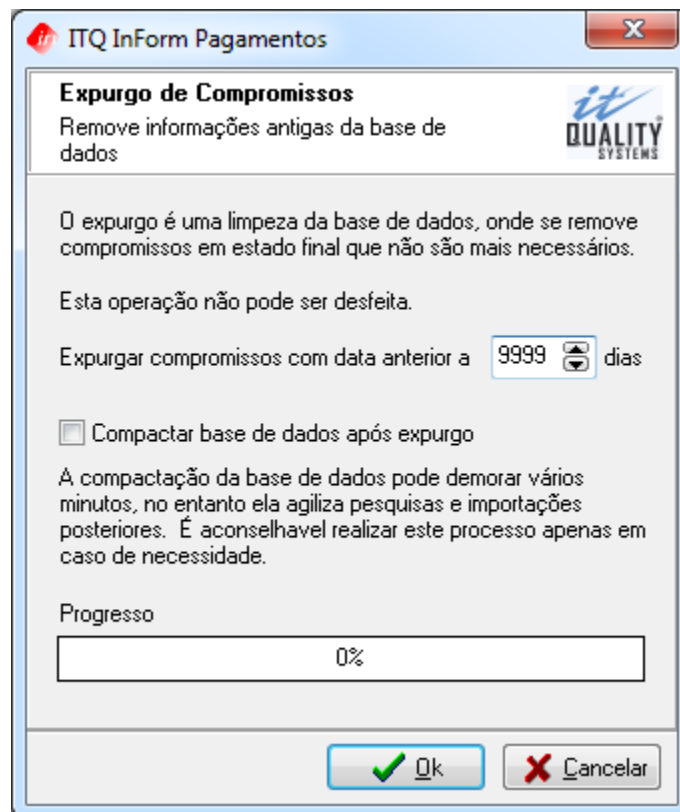 ITQ InForm Pagamentos
Expurgo de Compromissos
Remove informações antigas da base de
dados
it
QUALITY
SYSTEMS
O expurgo é uma limpeza da base de dados, onde se remove
compromissos em estado final que não são mais necessários.
Esta operação não pode ser desfeita.
Expurgar compromissos com data anterior a 9999 dias
Compactar base de dados após expurgo
A compactação da base de dados pode demorar vários
minutos, no entanto ela agiliza pesquisas e importações
posteriores. É aconselhavel realizar este processo apenas em
caso de necessidade.
Progresso
0%
Ok
Cancelar